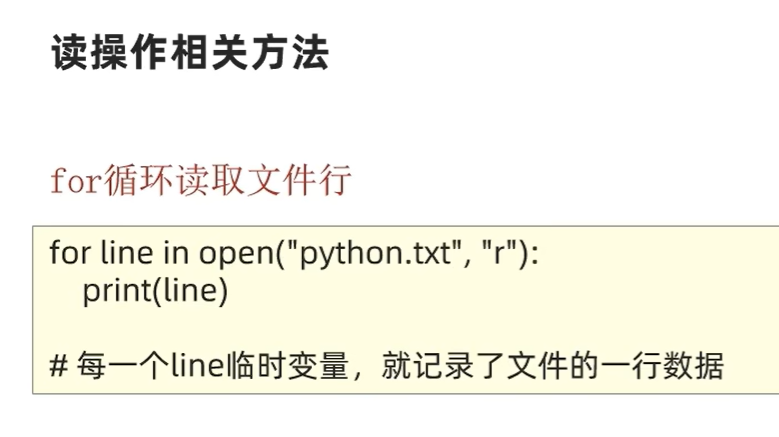 读操作相关方法
for循环读取文件行
for line in open("python.txt", "r"):
    print(line)
# 每一个line临时变量，就记录了文件的一行数据